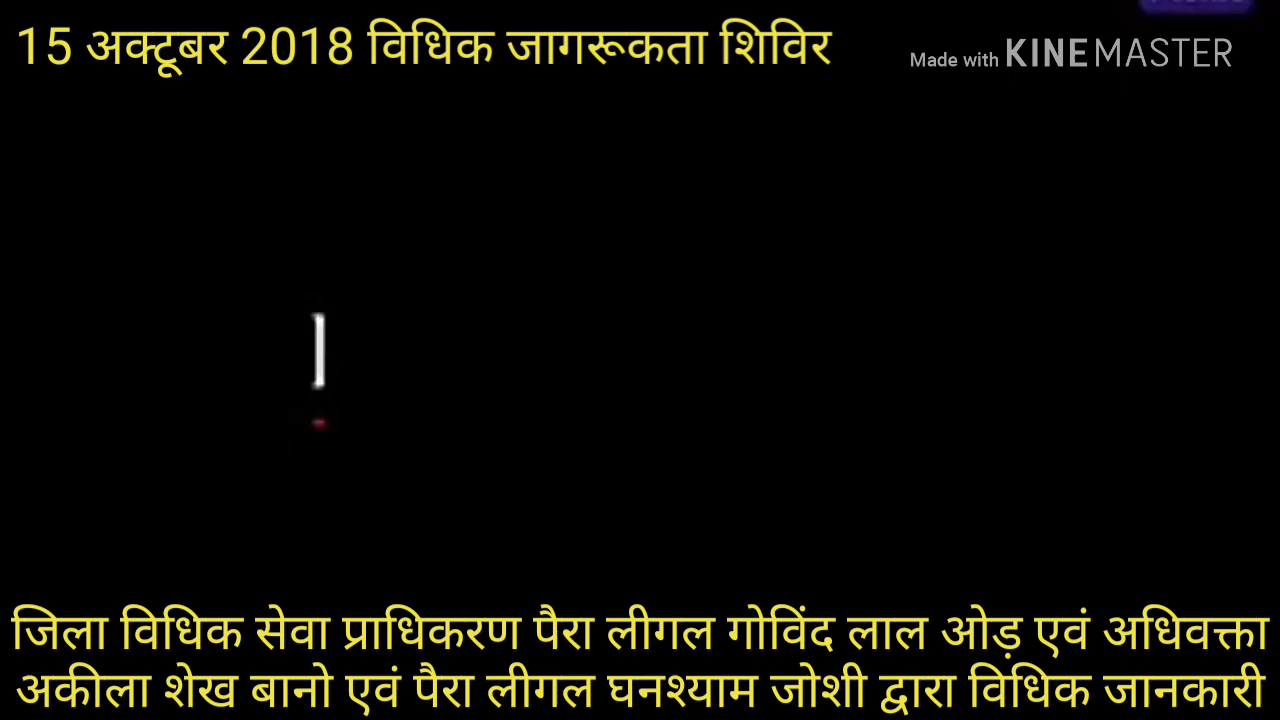 15 अक्टूबर 2018 विधिक जागरूकता शिविर
Made with KINEMASTER
जिला विधिक सेवा प्राधिकरण पैरा लीगल गोविंद लाल ओड़ एवं अधिवक्ता
अकीला शेख बानो एवं पैरा लीगल घनश्याम जोशी द्वारा विधिक जानकारी